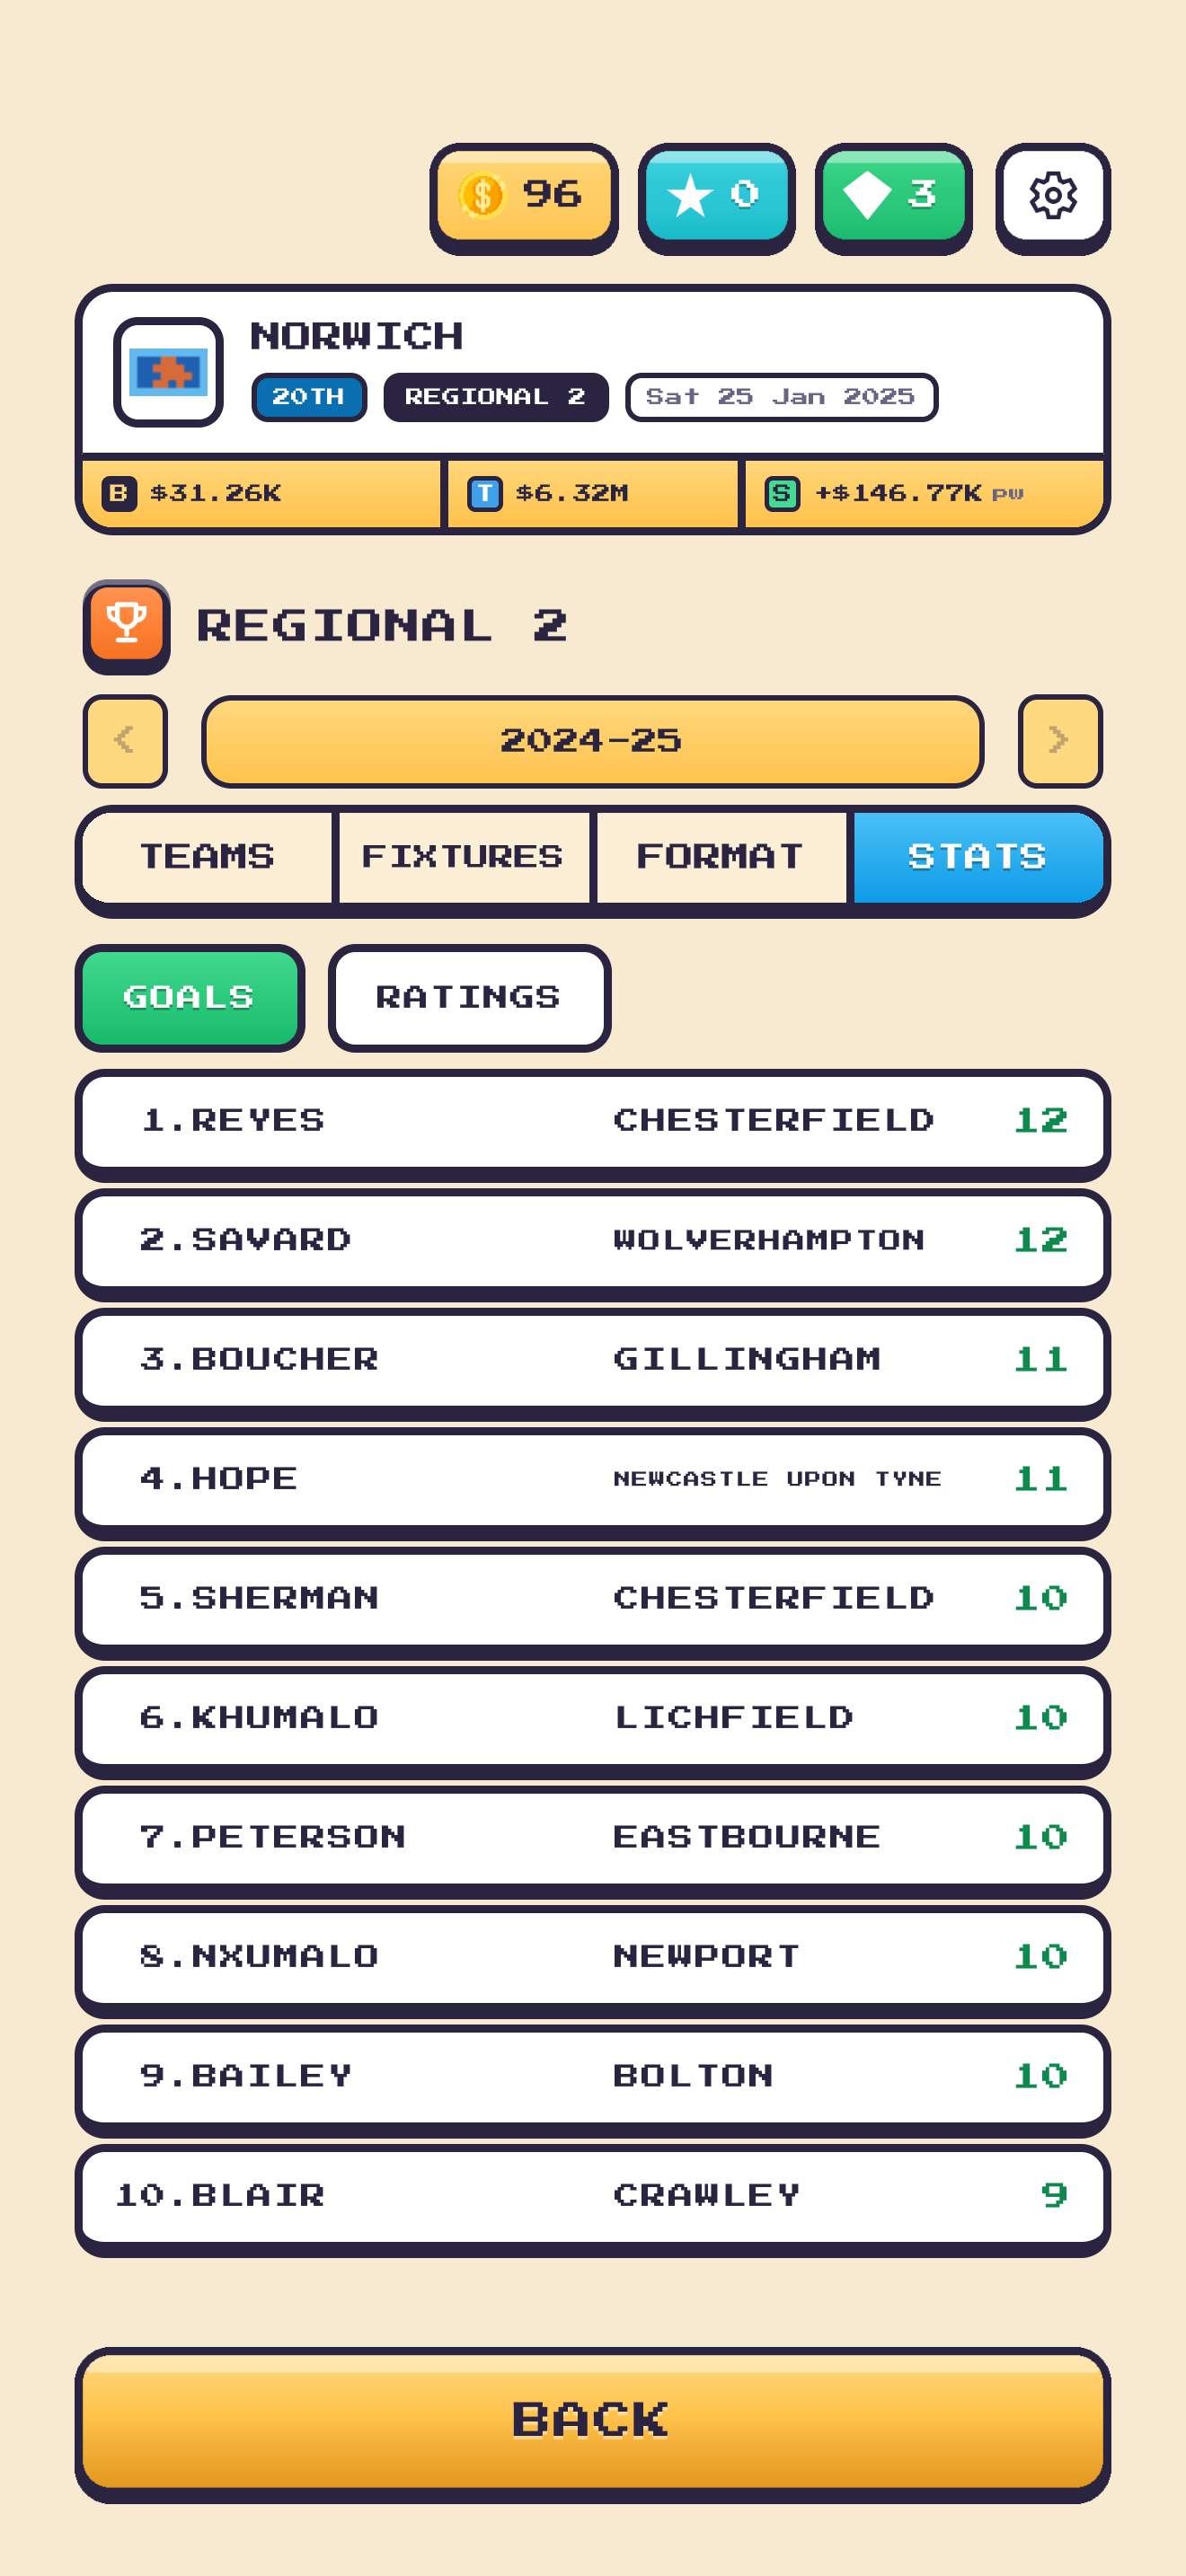 96 0 3
NORWICH
20TH REGIONAL 2 Sat 25 Jan 2025
B $31.26K T $6.32M S +$146.77K PW
REGIONAL 2
< 2024-25 >
TEAMS FIXTURES FORMAT STATS
GOALS RATINGS
1.REYES CHESTERFIELD 12
2.SAVARD WOLVERHAMPTON 12
3.BOUCHER GILLINGHAM 11
4.HOPE NEWCASTLE UPON TYNE 11
5.SHERMAN CHESTERFIELD 10
6.KHUMALO LICHFIELD 10
7.PETERSON EASTBOURNE 10
8.NXUMALO NEWPORT 10
9.BAILEY BOLTON 10
10.BLAIR CRAWLEY 9
BACK